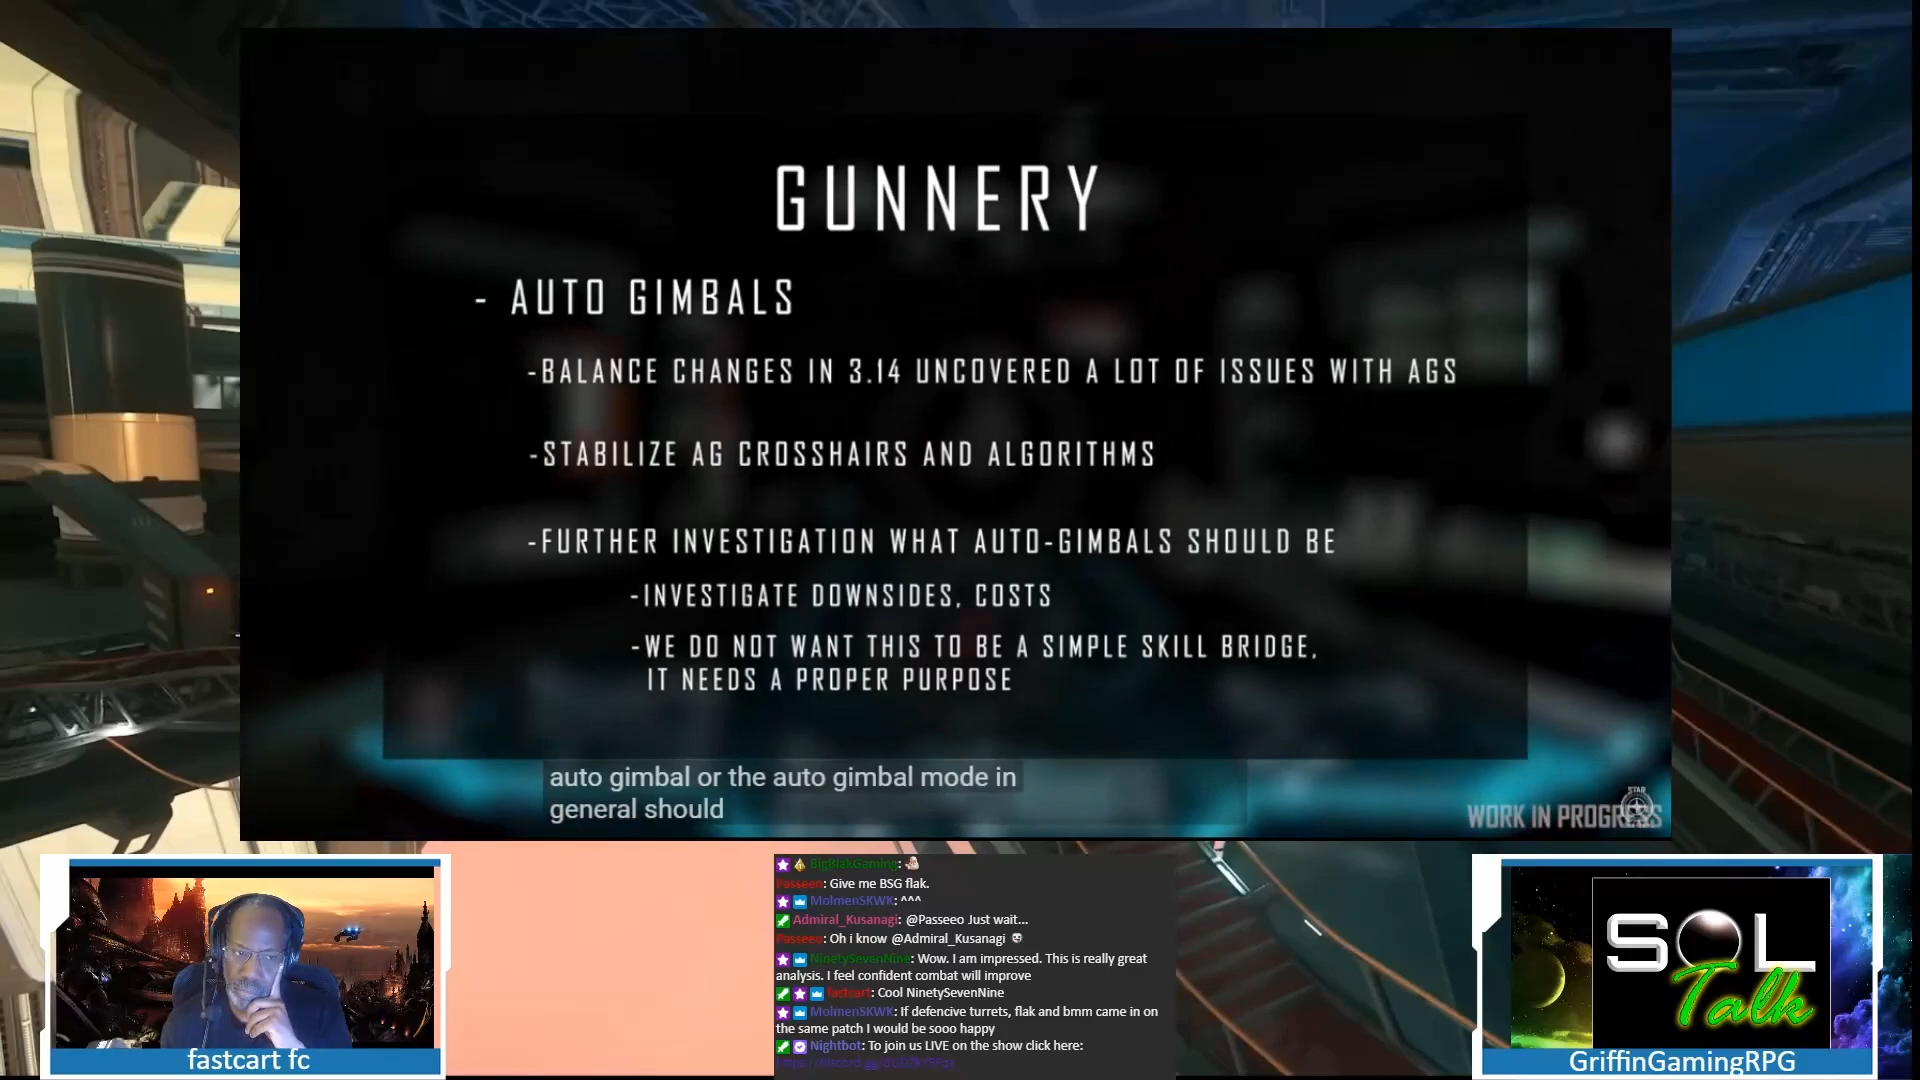 GUNNERY
- AUTO GIMBALS
-BALANCE CHANGES IN 3.14 UNCOVERED A LOT OF ISSUES WITH AGS
-STABILIZE AG CROSSHAIRS AND ALGORITHMS
-FURTHER INVESTIGATION WHAT AUTO-GIMBALS SHOULD BE
-INVESTIGATE DOWNSIDES, COSTS
-WE DO NOT WANT THIS TO BE A SIMPLE SKILL BRIDGE,
IT NEEDS A PROPER PURPOSE
auto gimbal or the auto gimbal mode in
general should
STAR
WORK IN PROGRESS
BigBlakGaming:
Passeeo: Give me BSG flak.
MolmenSKWK: ^^^
Admiral_Kusanagi: @Passeeo Just wait...
Passeeo: Oh i know @Admiral_Kusanagi
NinetySevenNine: Wow. I am impressed. This is really great
analysis. I feel confident combat will improve
fastcart: Cool NinetySevenNine
MolmenSKWK: If defencive turrets, flak and bmm came in on
the same patch I would be sooo happy
Nightbot: To join us LIVE on the show click here:
fastcart fc
SOL
Talk
GriffinGamingRPG